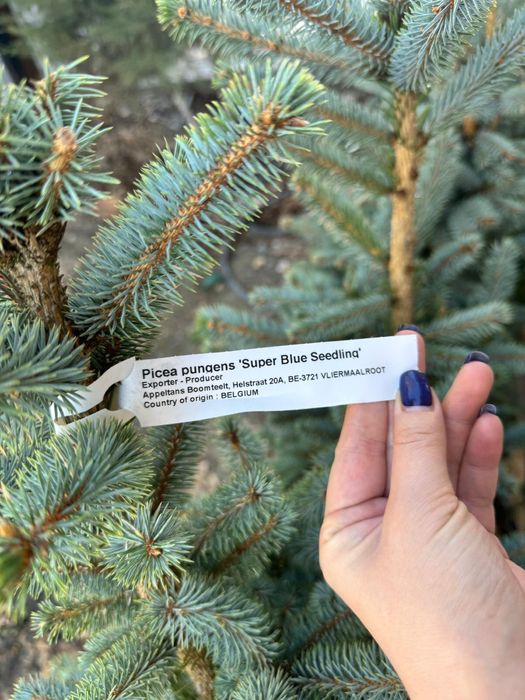 Picea pungens 'Super Blue Seedling'
Exporter - Producer
Appeltans Boomteelt, Helstraat 20A, BE-3721 VLIERMAALROOT
Country of origin : BELGIUM